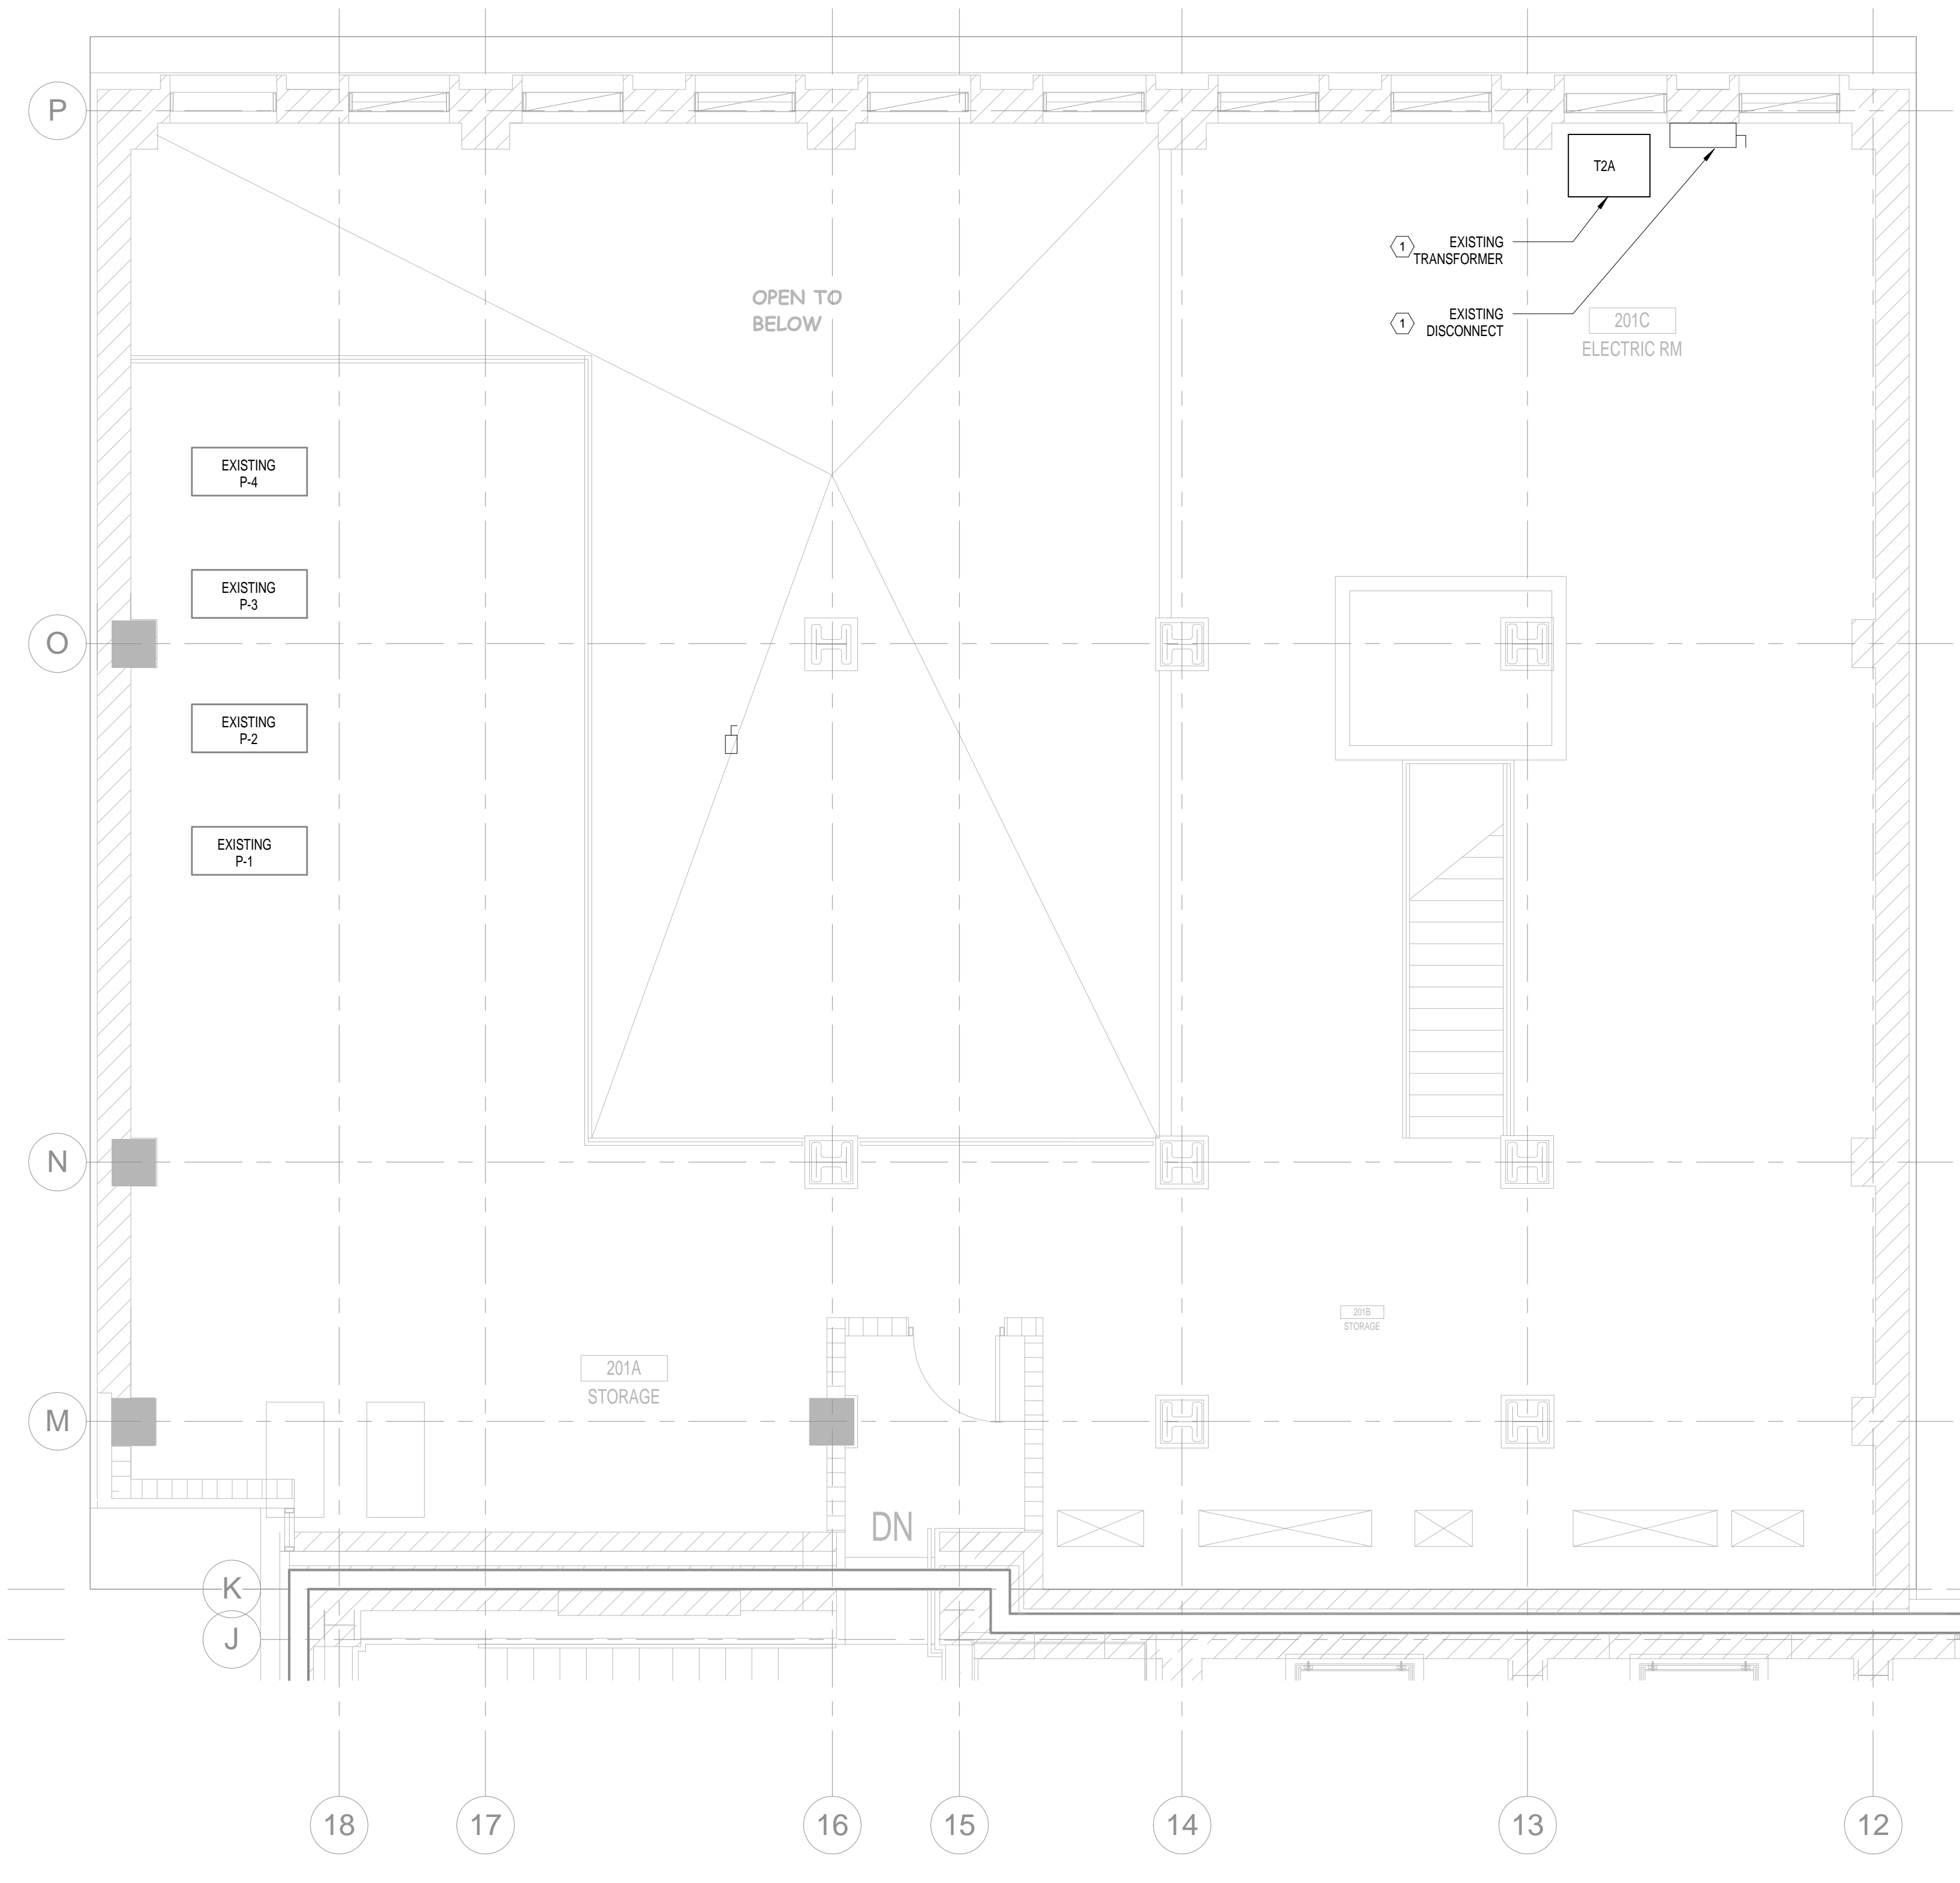 P
T2A
1
EXISTING
TRANSFORMER
OPEN TO
BELOW
1
EXISTING
DISCONNECT
201C
ELECTRIC RM
EXISTING
P-4
EXISTING
P-3
O
EXISTING
P-2
EXISTING
P-1
N
201B
STORAGE
201A
STORAGE
M
DN
K
J
18
17
16
15
14
13
12